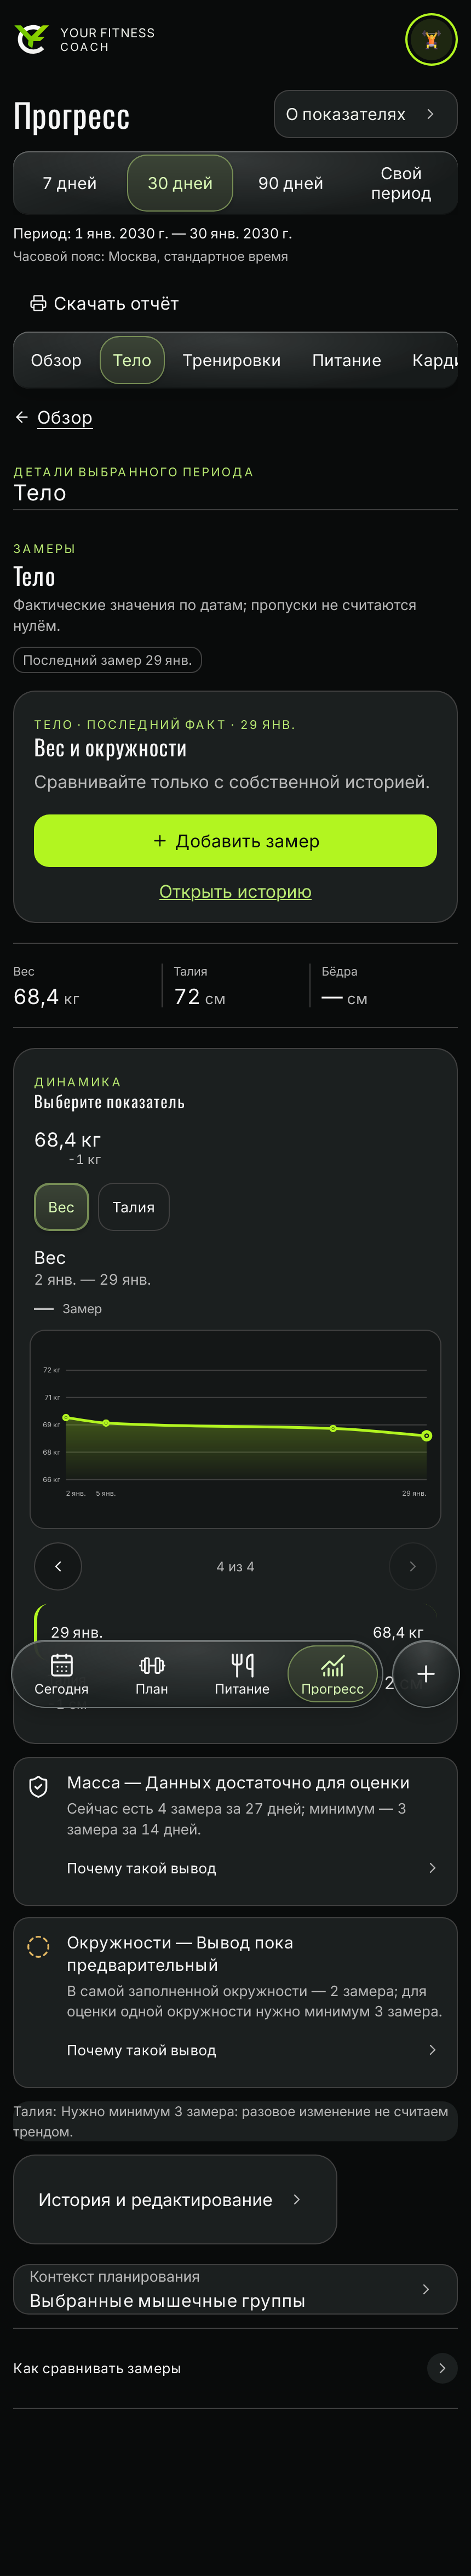 YOUR FITNESS
COACH
Прогресс
О показателях
7 дней
30 дней
90 дней
Свой
период
Период: 1 янв. 2030 г. — 30 янв. 2030 г.
Часовой пояс: Москва, стандартное время
Скачать отчёт
Обзор
Тело
Тренировки
Питание
Карди
Обзор
ДЕТАЛИ ВЫБРАННОГО ПЕРИОДА
Тело
ЗАМЕРЫ
Тело
Фактические значения по датам; пропуски не считаются
нулём.
Последний замер 29 янв.
ТЕЛО · ПОСЛЕДНИЙ ФАКТ · 29 ЯНВ.
Вес и окружности
Сравнивайте только с собственной историей.
+ Добавить замер
Открыть историю
Вес
Талия
Бёдра
68,4 кг
72 см
— см
ДИНАМИКА
Выберите показатель
68,4 кг
-1 кг
Вес
Талия
Вес
2 янв. — 29 янв.
Замер
72 кг
71 кг
69 кг
68 кг
66 кг
2 янв.
5 янв.
29 янв.
4 из 4
29 янв.
68,4 кг
Сегодня
План
Питание
Прогресс
Масса — Данных достаточно для оценки
Сейчас есть 4 замера за 27 дней; минимум — 3
замера за 14 дней.
Почему такой вывод
Окружности — Вывод пока
предварительный
В самой заполненной окружности — 2 замера; для
оценки одной окружности нужно минимум 3 замера.
Почему такой вывод
Талия: Нужно минимум 3 замера: разовое изменение не считаем
трендом.
История и редактирование
Контекст планирования
Выбранные мышечные группы
Как сравнивать замеры